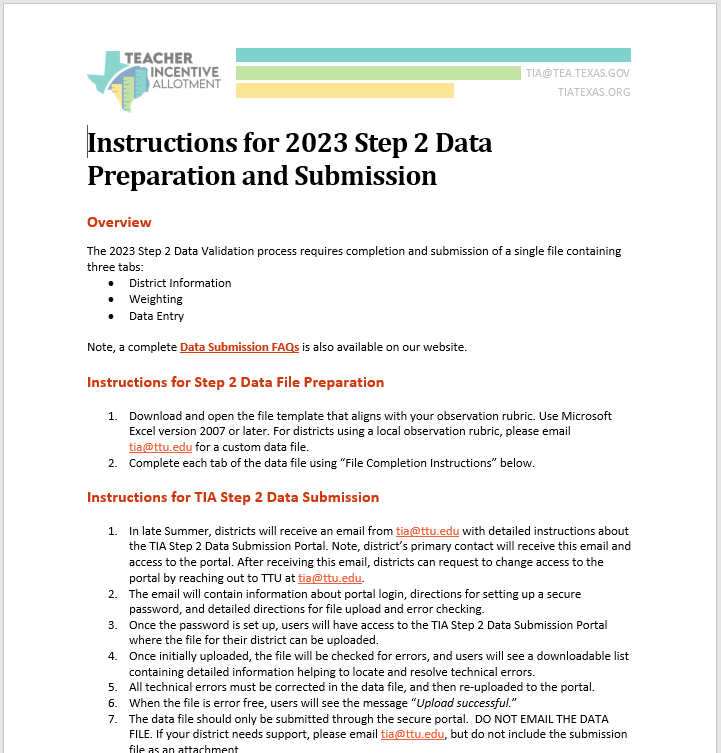 TEACHER
INCENTIVE
ALLOTMENT
TIA@TEA.TEXAS.GOV
TIATEXAS.ORG
Instructions for 2023 Step 2 Data
Preparation and Submission
Overview
The 2023 Step 2 Data Validation process requires completion and submission of a single file containing
three tabs:
• District Information
• Weighting
• Data Entry
Note, a complete Data Submission FAQs is also available on our website.
Instructions for Step 2 Data File Preparation
1. Download and open the file template that aligns with your observation rubric. Use Microsoft
Excel version 2007 or later. For districts using a local observation rubric, please email
tia@ttu.edu for a custom data file.
2. Complete each tab of the data file using “File Completion Instructions” below.
Instructions for TIA Step 2 Data Submission
1. In late Summer, districts will receive an email from tia@ttu.edu with detailed instructions about
the TIA Step 2 Data Submission Portal. Note, district’s primary contact will receive this email and
access to the portal. After receiving this email, districts can request to change access to the
portal by reaching out to TTU at tia@ttu.edu.
2. The email will contain information about portal login, directions for setting up a secure
password, and detailed directions for file upload and error checking.
3. Once the password is set up, users will have access to the TIA Step 2 Data Submission Portal
where the file for their district can be uploaded.
4. Once initially uploaded, the file will be checked for errors, and users will see a downloadable list
containing detailed information helping to locate and resolve technical errors.
5. All technical errors must be corrected in the data file, and then re-uploaded to the portal.
6. When the file is error free, users will see the message “Upload successful.”
7. The data file should only be submitted through the secure portal. DO NOT EMAIL THE DATA
FILE. If your district needs support, please email tia@ttu.edu, but do not include the submission
file as an attachment